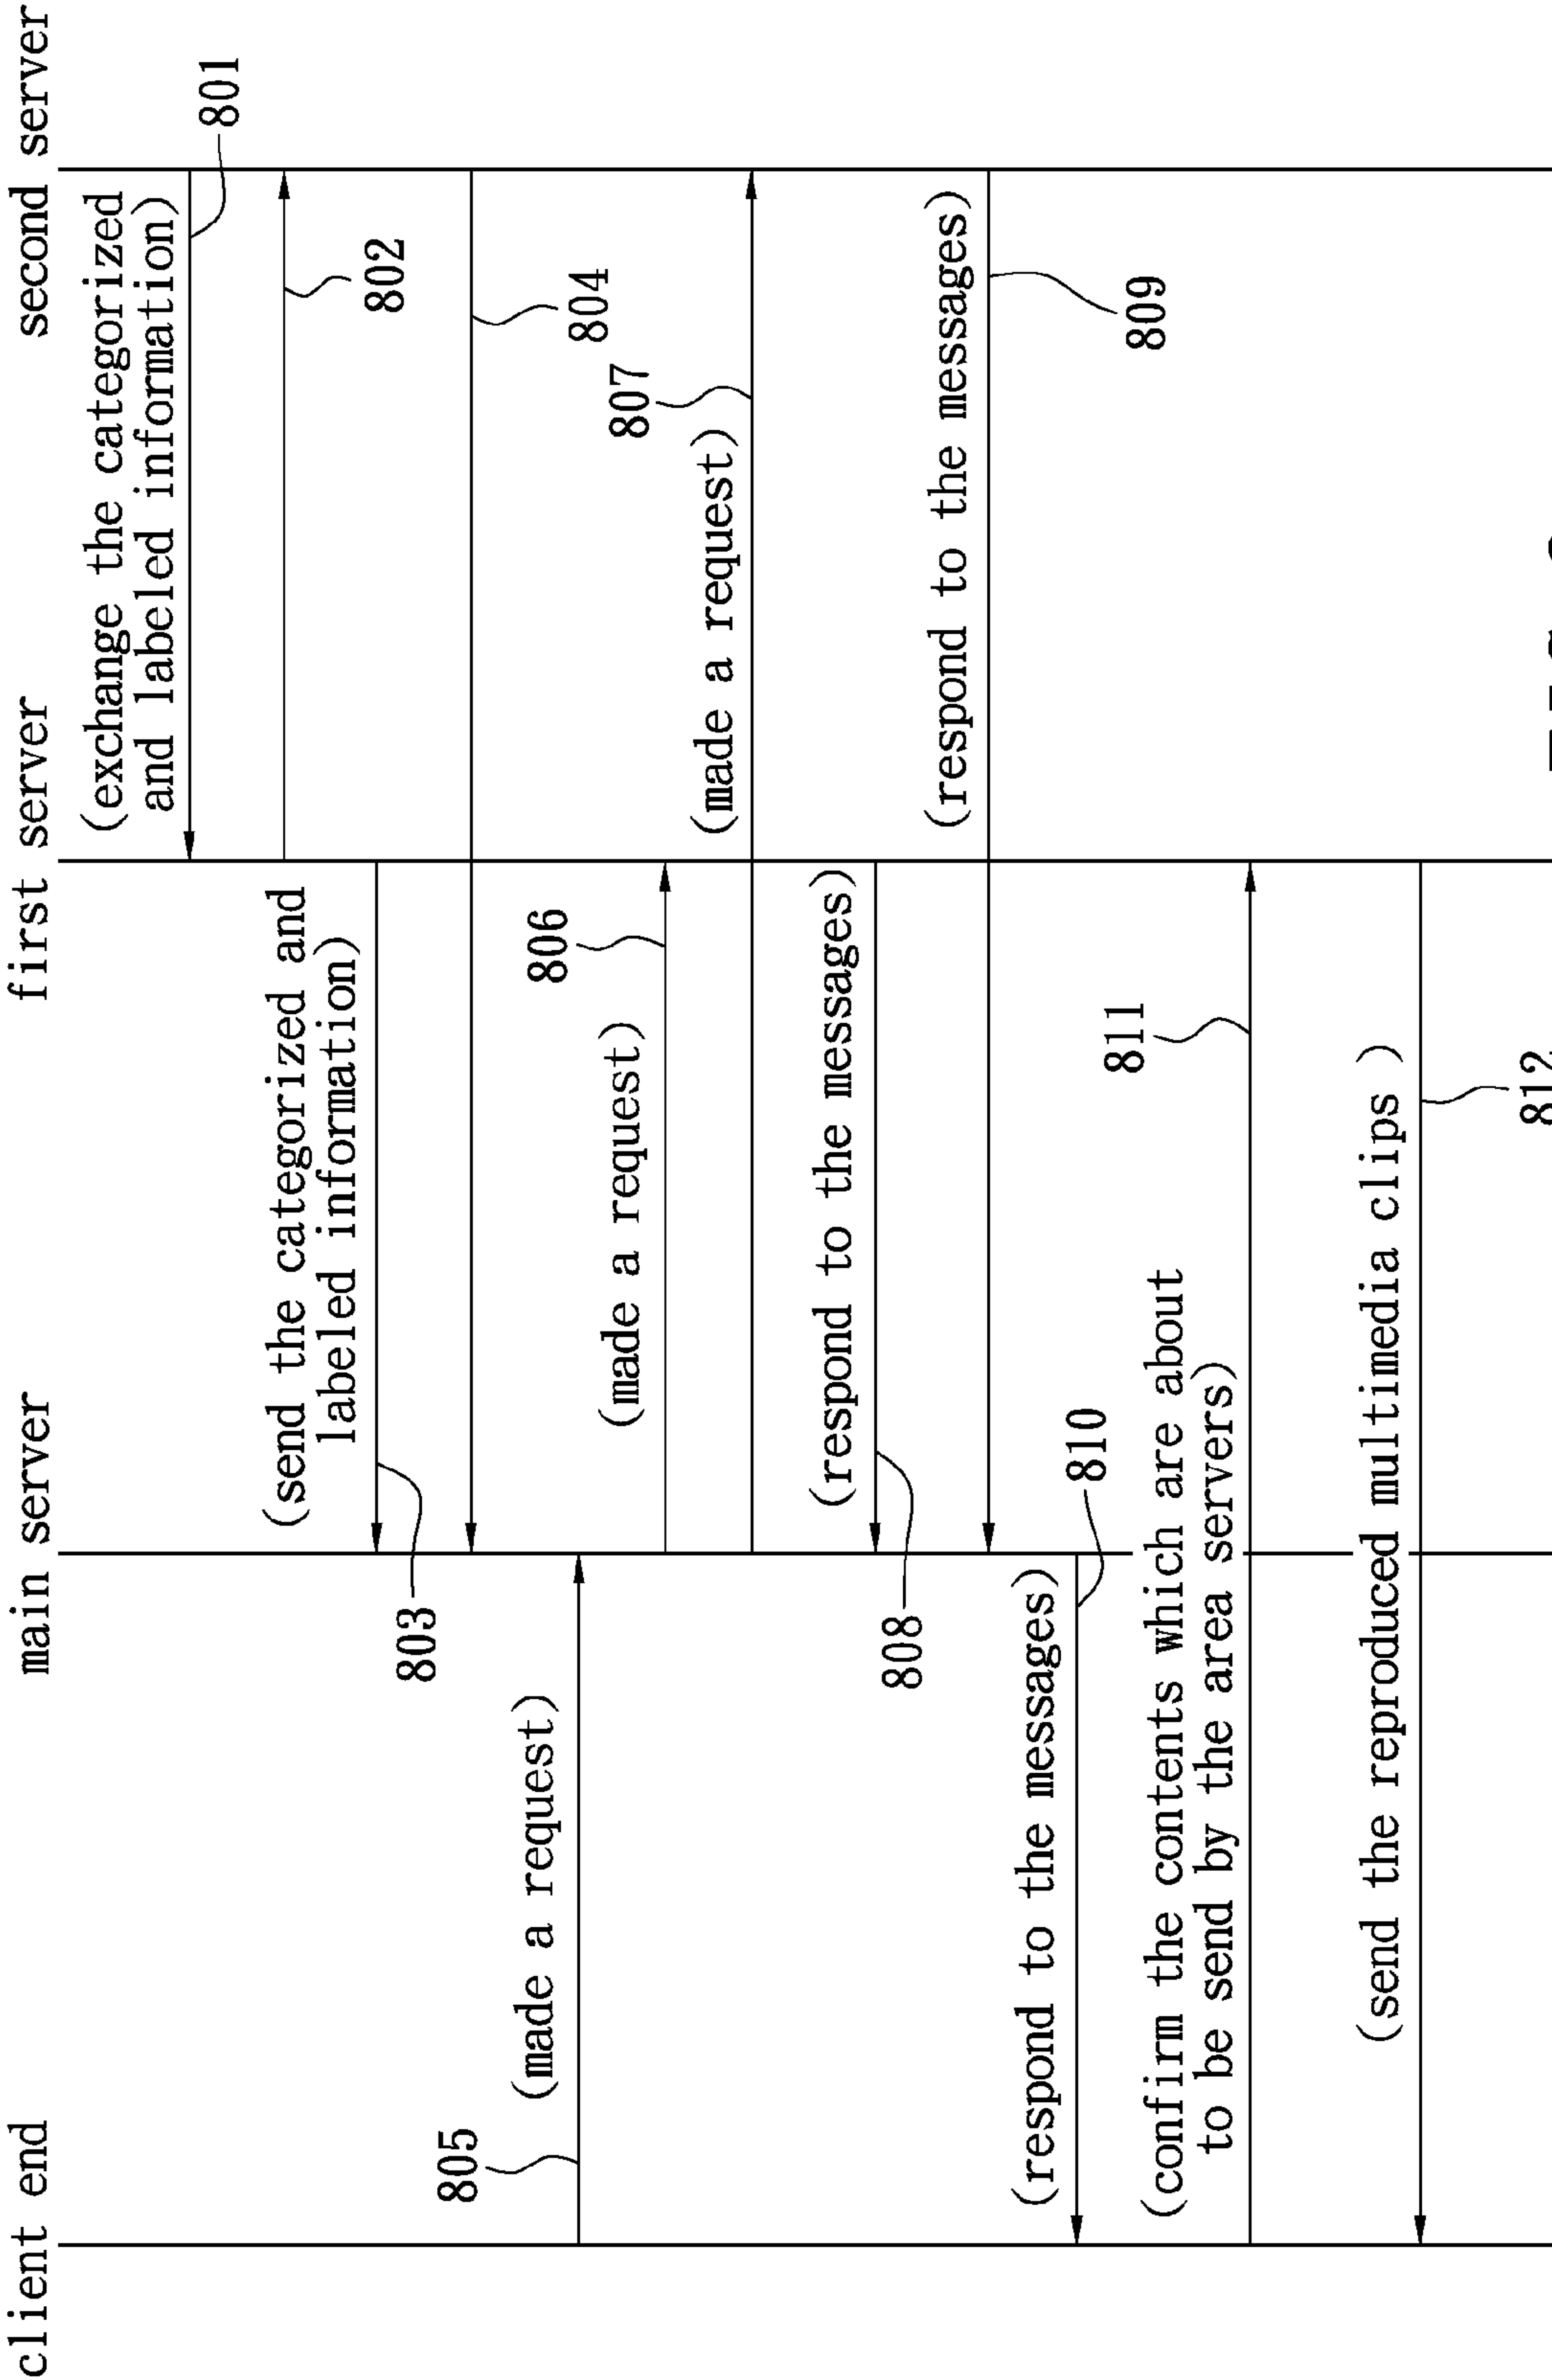 client end
main server
first server
second server
(exchange the categorized
and labeled information)
801
802
(send the categorized and
labeled information)
803
804
805
(made a request)
806
(made a request)
807
(made a request)
(respond to the messages)
808
(respond to the messages)
809
(respond to the messages)
810
(confirm the contents which are about
to be send by the area servers)
811
(send the reproduced multimedia clips )
812